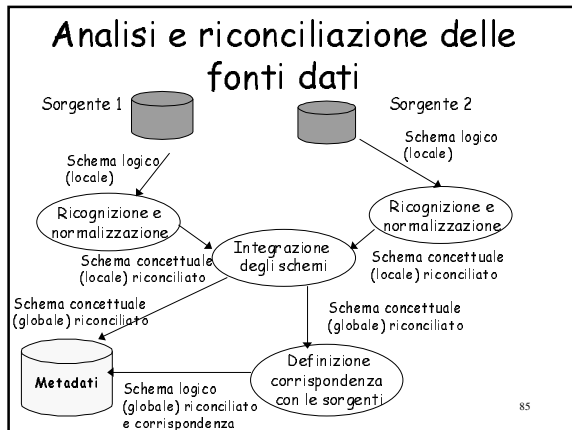 Analisi e riconciliazione delle
fonti dati
Sorgente 1
Sorgente 2
Schema logico
(locale)
Schema logico
(locale)
Ricognizione e
normalizzazione
Ricognizione e
normalizzazione
Integrazione
degli schemi
Schema concettuale
(locale) riconciliato
Schema concettuale
(locale) riconciliato
Schema concettuale
(globale) riconciliato
Schema concettuale
(globale) riconciliato
Metadati
Definizione
corrispondenza
con le sorgenti
Schema logico
(globale) riconciliato
e corrispondenza
85